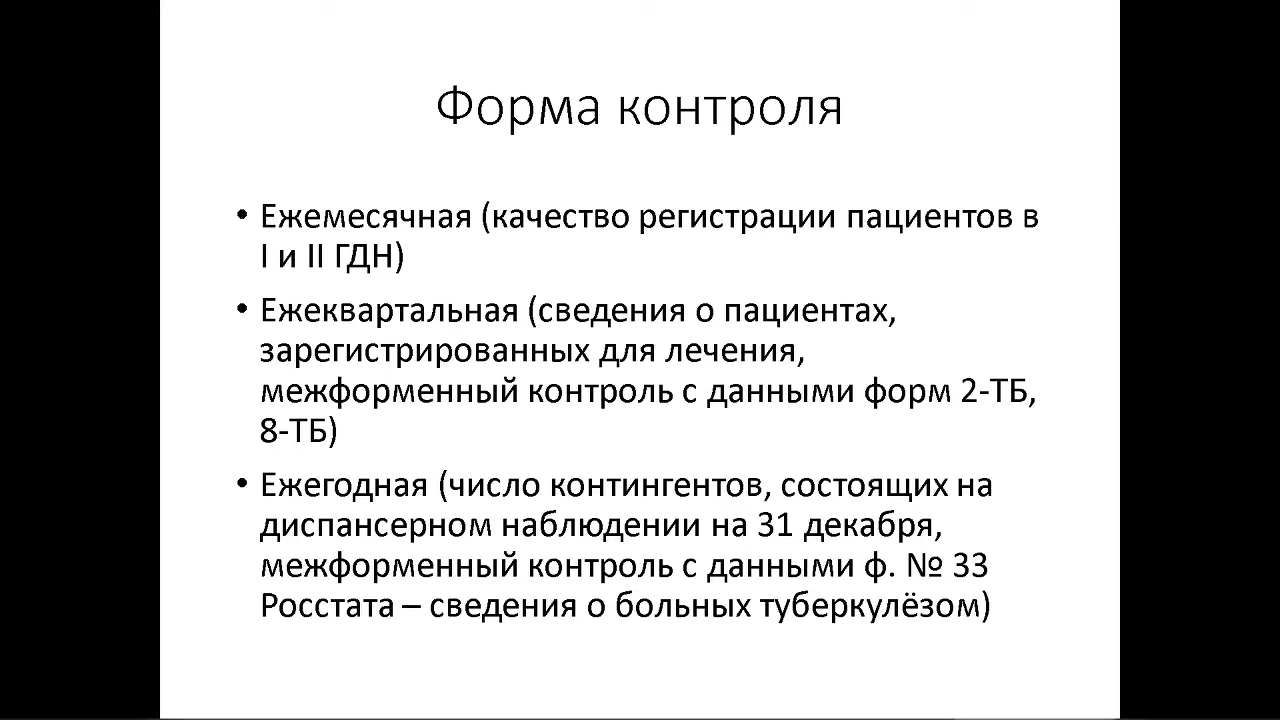 Форма контроля
• Ежемесячная (качество регистрации пациентов в
I и II ГДН)
• Ежеквартальная (сведения о пациентах,
зарегистрированных для лечения,
межформенный контроль с данными форм 2-ТБ,
8-ТБ)
• Ежегодная (число контингентов, состоящих на
диспансерном наблюдении на 31 декабря,
межформенный контроль с данными ф. № 33
Росстата – сведения о больных туберкулёзом)